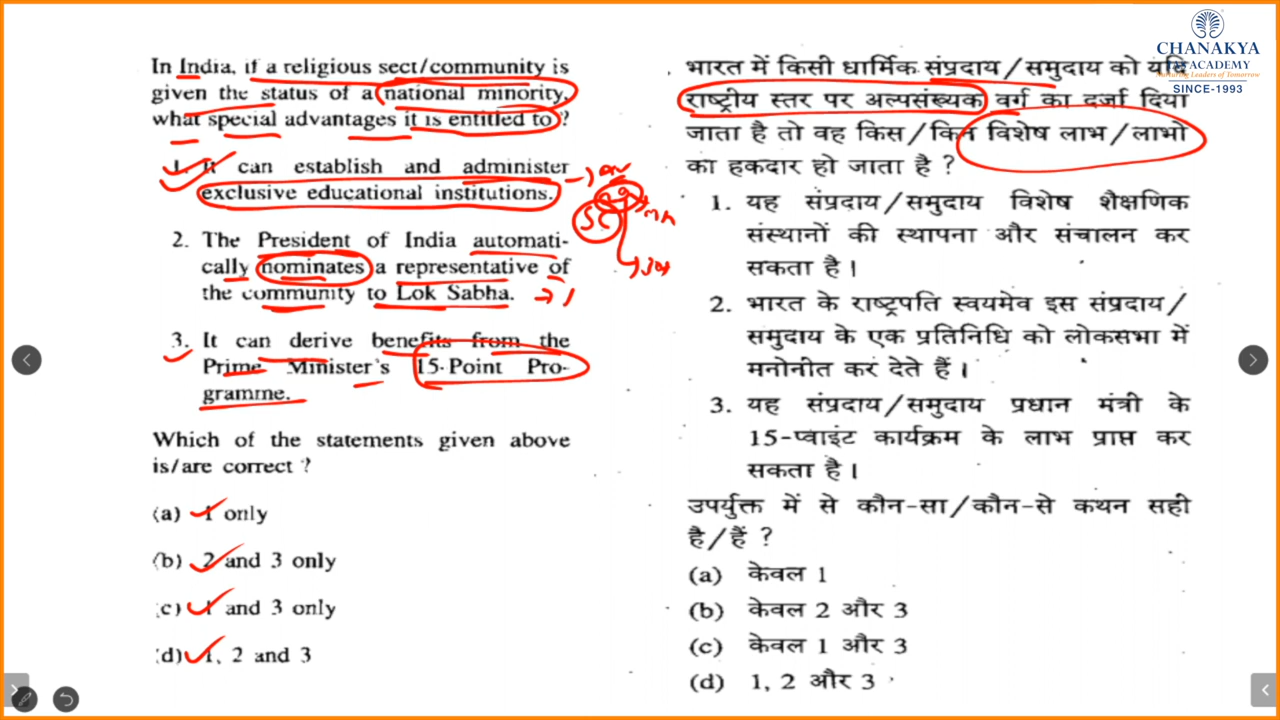 CHANAKYA
IAS ACADEMY
Nurturing Leaders of Tomorrow
SINCE-1993
In India, if a religious sect/community is
given the status of a national minority,
what special advantages it is entitled to ?
1. It can establish and administer
exclusive educational institutions.
2. The President of India automati-
cally nominates a representative of
the community to Lok Sabha.
3. It can derive benefits from the
Prime Minister's 15-Point Pro-
gramme.
Which of the statements given above
is/are correct ?
(a) 1 only
(b) 2 and 3 only
(c) 1 and 3 only
(d) 1, 2 and 3
SC
भारत में किसी धार्मिक संप्रदाय/समुदाय को यदि
राष्ट्रीय स्तर पर अल्पसंख्यक वर्ग का दर्जा दिया
जाता है तो वह किस/किन विशेष लाभ/लाभों
का हकदार हो जाता है ?
1. यह संप्रदाय/समुदाय विशेष शैक्षणिक
संस्थानों की स्थापना और संचालन कर
सकता है।
2. भारत के राष्ट्रपति स्वयमेव इस संप्रदाय/
समुदाय के एक प्रतिनिधि को लोकसभा में
मनोनीत कर देते हैं।
3. यह संप्रदाय/समुदाय प्रधान मंत्री के
15-प्वाइंट कार्यक्रम के लाभ प्राप्त कर
सकता है।
उपर्युक्त में से कौन-सा/कौन-से कथन सही
है/हैं ?
(a) केवल 1
(b) केवल 2 और 3
(c) केवल 1 और 3
(d) 1, 2 और 3